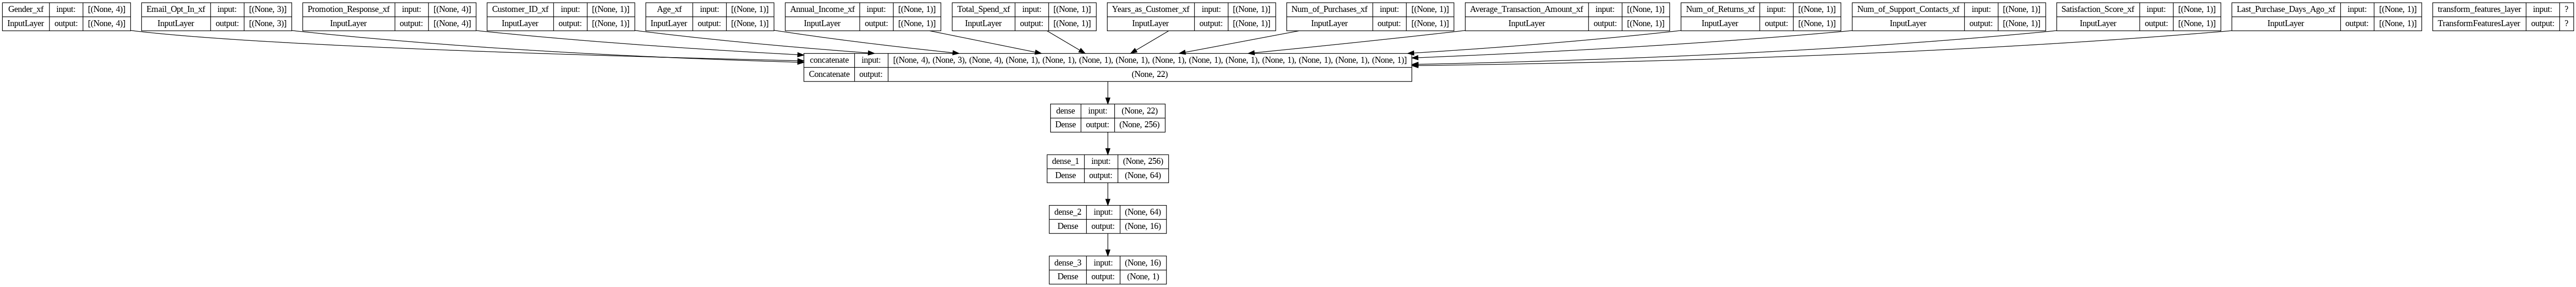 Gender_xf input: [(None, 4)]
InputLayer output: [(None, 4)]
Email_Opt_In_xf input: [(None, 3)]
InputLayer output: [(None, 3)]
Promotion_Response_xf input: [(None, 4)]
InputLayer output: [(None, 4)]
Customer_ID_xf input: [(None, 1)]
InputLayer output: [(None, 1)]
Age_xf input: [(None, 1)]
InputLayer output: [(None, 1)]
Annual_Income_xf input: [(None, 1)]
InputLayer output: [(None, 1)]
Total_Spend_xf input: [(None, 1)]
InputLayer output: [(None, 1)]
Years_as_Customer_xf input: [(None, 1)]
InputLayer output: [(None, 1)]
Num_of_Purchases_xf input: [(None, 1)]
InputLayer output: [(None, 1)]
Average_Transaction_Amount_xf input: [(None, 1)]
InputLayer output: [(None, 1)]
Num_of_Returns_xf input: [(None, 1)]
InputLayer output: [(None, 1)]
Num_of_Support_Contacts_xf input: [(None, 1)]
InputLayer output: [(None, 1)]
Satisfaction_Score_xf input: [(None, 1)]
InputLayer output: [(None, 1)]
Last_Purchase_Days_Ago_xf input: [(None, 1)]
InputLayer output: [(None, 1)]
transform_features_layer input: ?
TransformFeaturesLayer output: ?
concatenate input: [(None, 4), (None, 3), (None, 4), (None, 1), (None, 1), (None, 1), (None, 1), (None, 1), (None, 1), (None, 1), (None, 1), (None, 1), (None, 1), (None, 1)]
Concatenate output: (None, 22)
dense input: (None, 22)
Dense output: (None, 256)
dense_1 input: (None, 256)
Dense output: (None, 64)
dense_2 input: (None, 64)
Dense output: (None, 16)
dense_3 input: (None, 16)
Dense output: (None, 1)